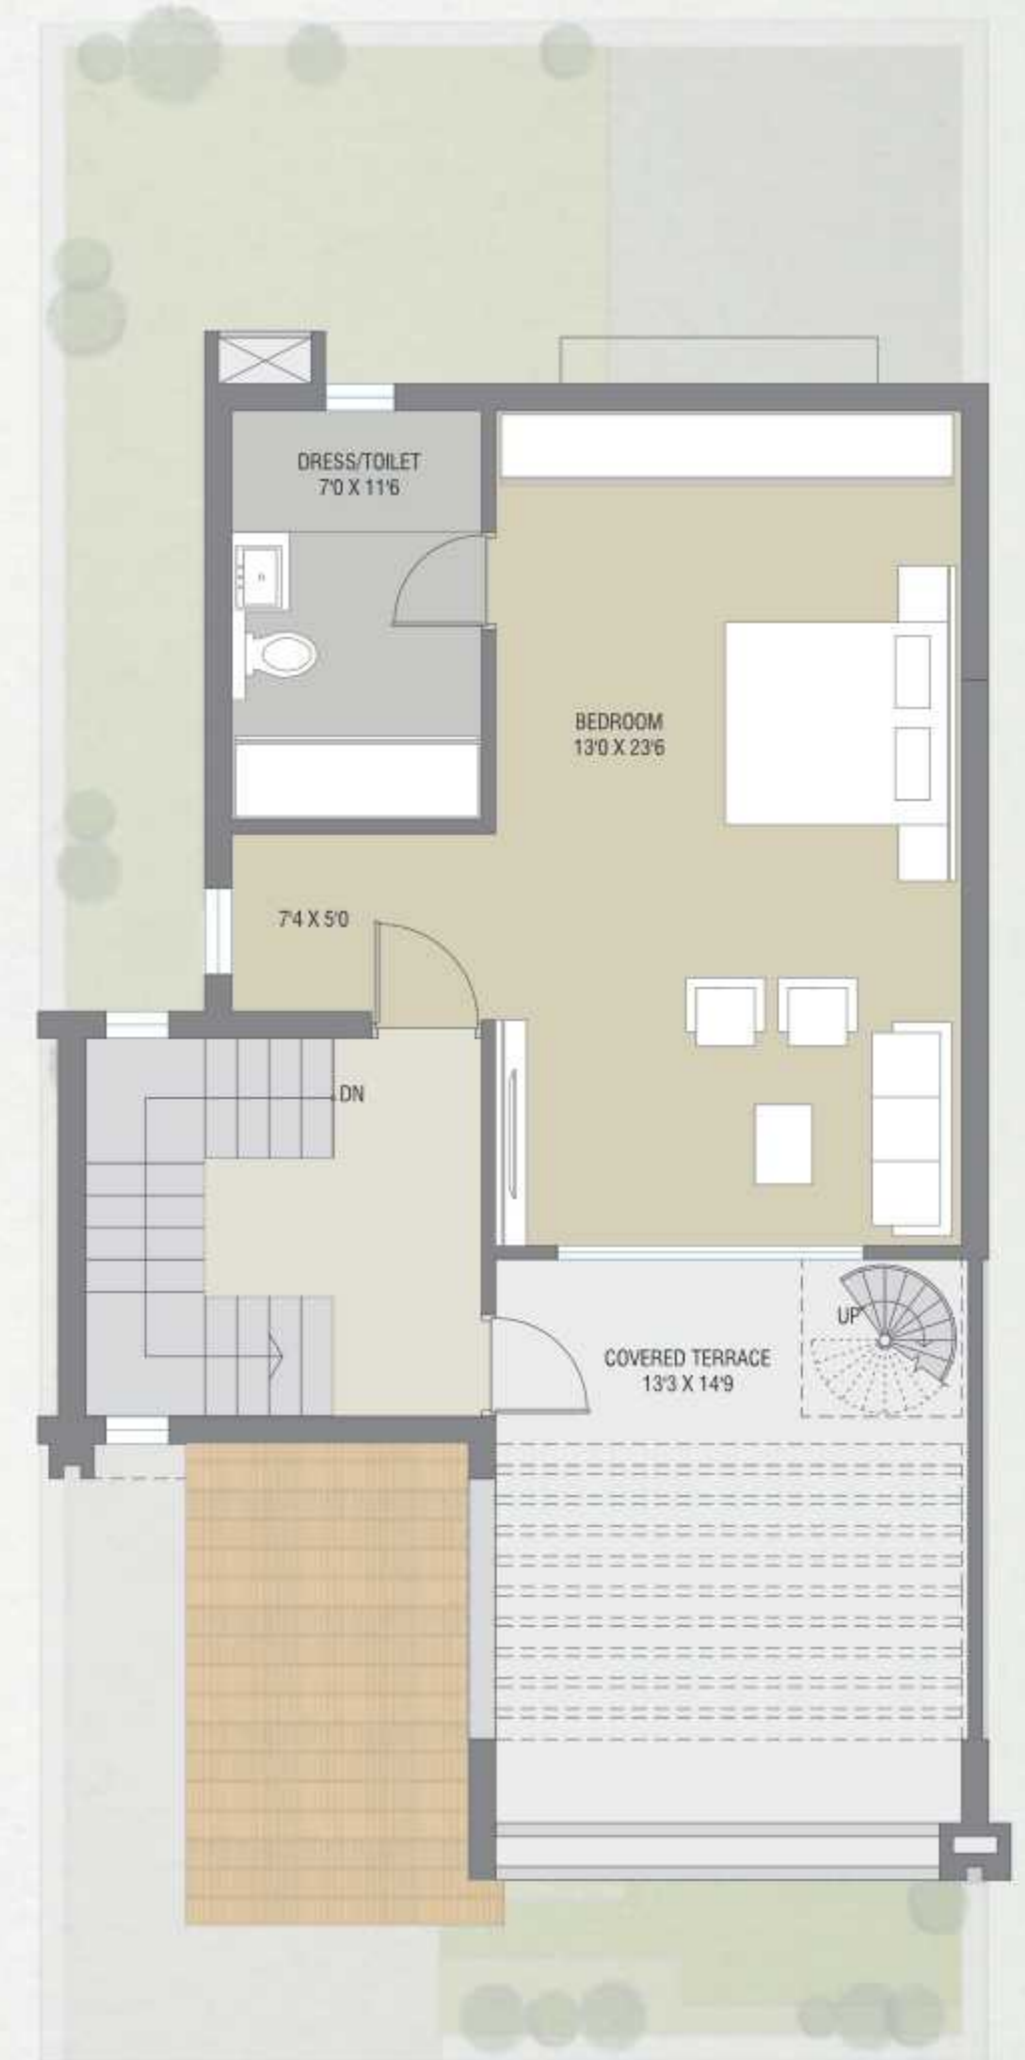 DRESS/TOILET
7'0 X 11'6
BEDROOM
13'0 X 23'6
7'4 X 5'0
DN
UP
COVERED TERRACE
13'3 X 14'9